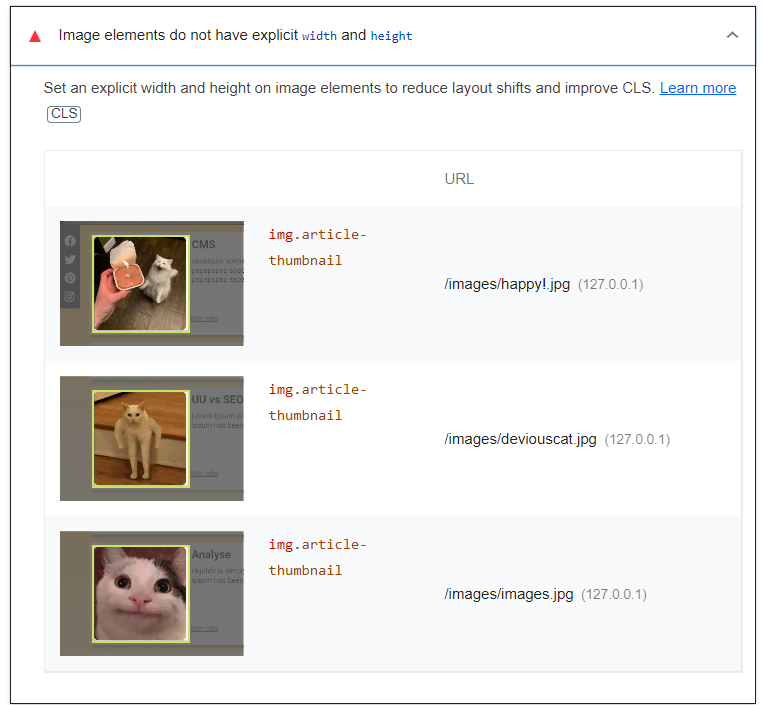 Image elements do not have explicit width and height
Set an explicit width and height on image elements to reduce layout shifts and improve CLS. Learn more
CLS
URL
CMS
img.article-
thumbnail
/images/happy!.jpg (127.0.0.1)
Mer info
UU vs SEO
Lorem Ipsum is
Ipsum has been
img.article-
thumbnail
/images/deviouscat.jpg (127.0.0.1)
Mer info
Analyse
Ipsum has been
img.article-
thumbnail
/images/images.jpg (127.0.0.1)
Mer info